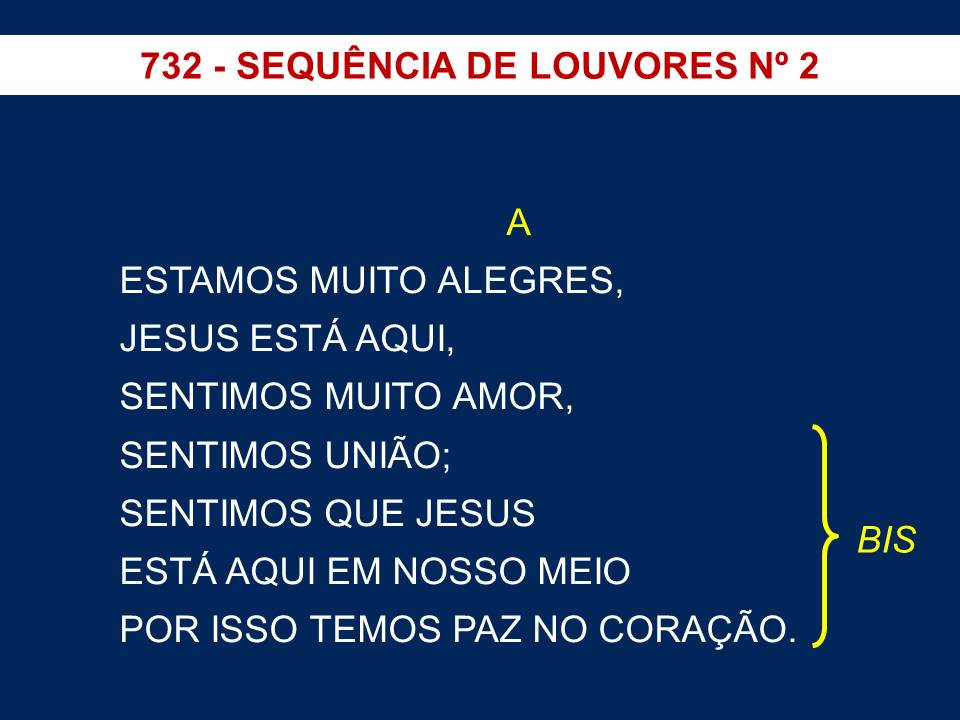 732 - SEQUÊNCIA DE LOUVORES Nº 2
A
ESTAMOS MUITO ALEGRES,
JESUS ESTÁ AQUI,
SENTIMOS MUITO AMOR,
SENTIMOS UNIÃO;
SENTIMOS QUE JESUS
ESTÁ AQUI EM NOSSO MEIO
POR ISSO TEMOS PAZ NO CORAÇÃO.
BIS